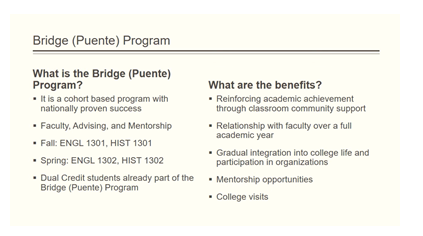 Bridge (Puente) Program
What is the Bridge (Puente)
Program?
▪ It is a cohort based program with
nationally proven success
▪ Faculty, Advising, and Mentorship
▪ Fall: ENGL 1301, HIST 1301
▪ Spring: ENGL 1302, HIST 1302
▪ Dual Credit students already part of the
Bridge (Puente) Program
What are the benefits?
▪ Reinforcing academic achievement
through classroom community support
▪ Relationship with faculty over a full
academic year
▪ Gradual integration into college life and
participation in organizations
▪ Mentorship opportunities
▪ College visits